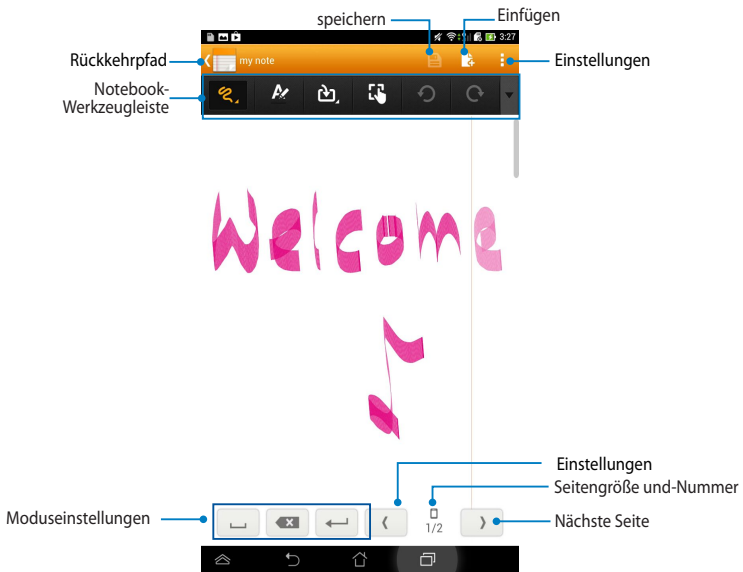 speichern
Einfügen
Rückkehrpfad
3:27
my note
Einstellungen
Notebook-
Werkzeugleiste
Welcome
Einstellungen
Seitengröße und-Nummer
Moduseinstellungen
1/2
Nächste Seite